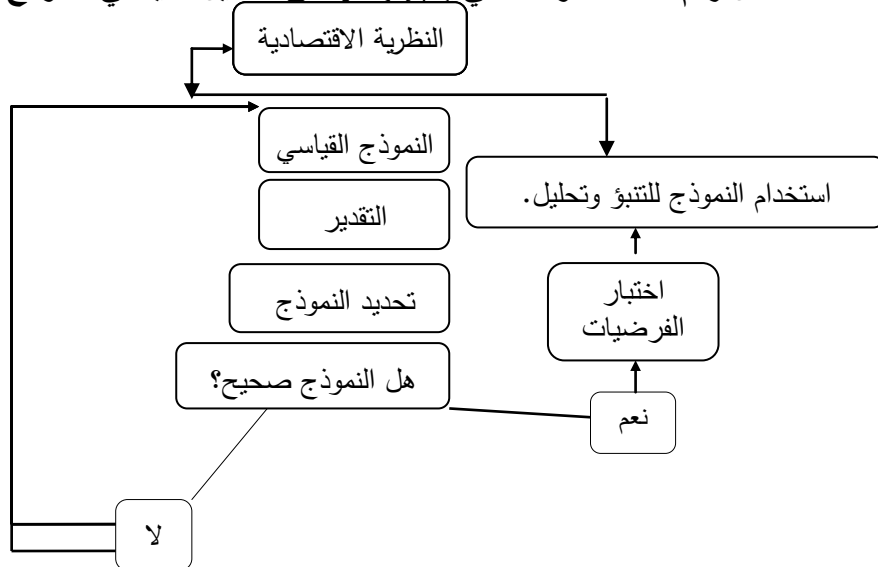 النظرية الاقتصادية
النموذج القياسي
استخدام النموذج للتنبؤ وتحليل.
التقدير
اختبار
الفرضيات
تحديد النموذج
هل النموذج صحيح؟
نعم
لا